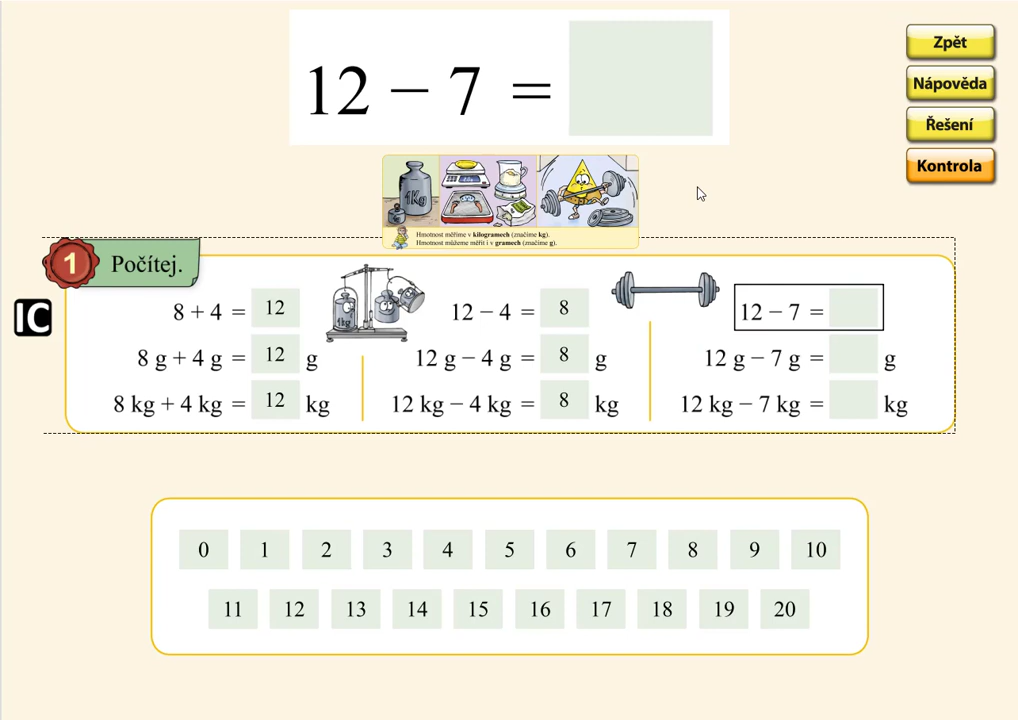 12 − 7 =
Zpět
Nápověda
Řešení
Kontrola
1Kg
Hmotnost měříme v kilogramech (značíme kg).
Hmotnost můžeme měřit i v gramech (značíme g).
1 Počítej.
IC
1kg
8 + 4 = 12
8 g + 4 g = 12 g
8 kg + 4 kg = 12 kg
12 − 4 = 8
12 g − 4 g = 8 g
12 kg − 4 kg = 8 kg
12 − 7 =
12 g − 7 g = g
12 kg − 7 kg = kg
0 1 2 3 4 5 6 7 8 9 10
11 12 13 14 15 16 17 18 19 20